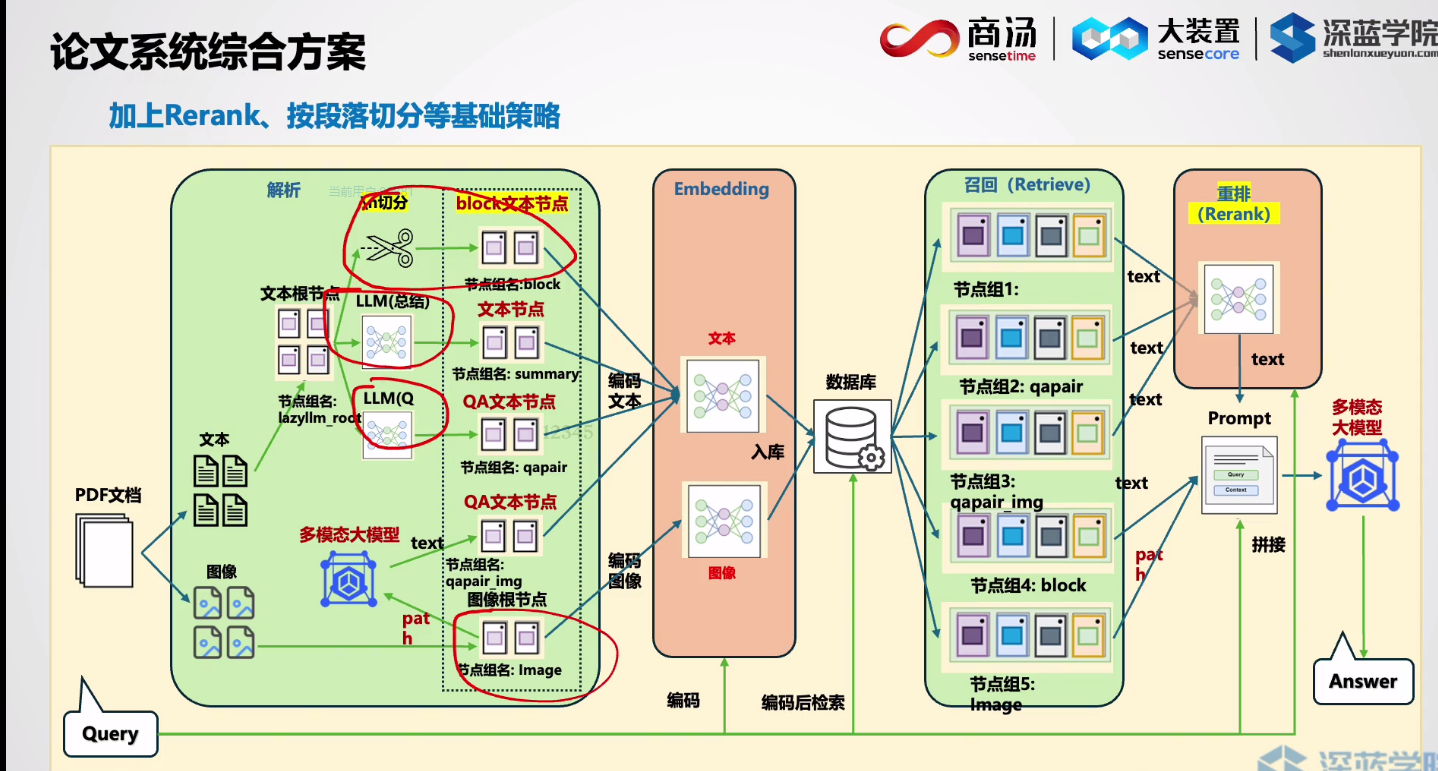 论文系统综合方案
商汤
sensetime
大装置
sensecore
深蓝学院
shenlanxueyuan.com
加上Rerank、按段落切分等基础策略
解析
\n切分
block文本节点
节点组名:block
文本根节点
LLM(总结)
文本节点
节点组名: summary
节点组名:
lazyllm_root
LLM(Q
QA文本节点
节点组名: qapair
文本
PDF文档
QA文本节点
多模态大模型
text
节点组名:
qapair_img
图像
图像根节点
pat
h
节点组名: Image
编码
文本
编码
图像
Embedding
文本
图像
入库
数据库
召回（Retrieve）
节点组1:
节点组2: qapair
节点组3:
qapair_img
节点组4: block
节点组5:
Image
text
text
text
text
pat
h
重排
（Rerank）
text
Prompt
Query
Context
多模态
大模型
拼接
Answer
编码
编码后检索
Query